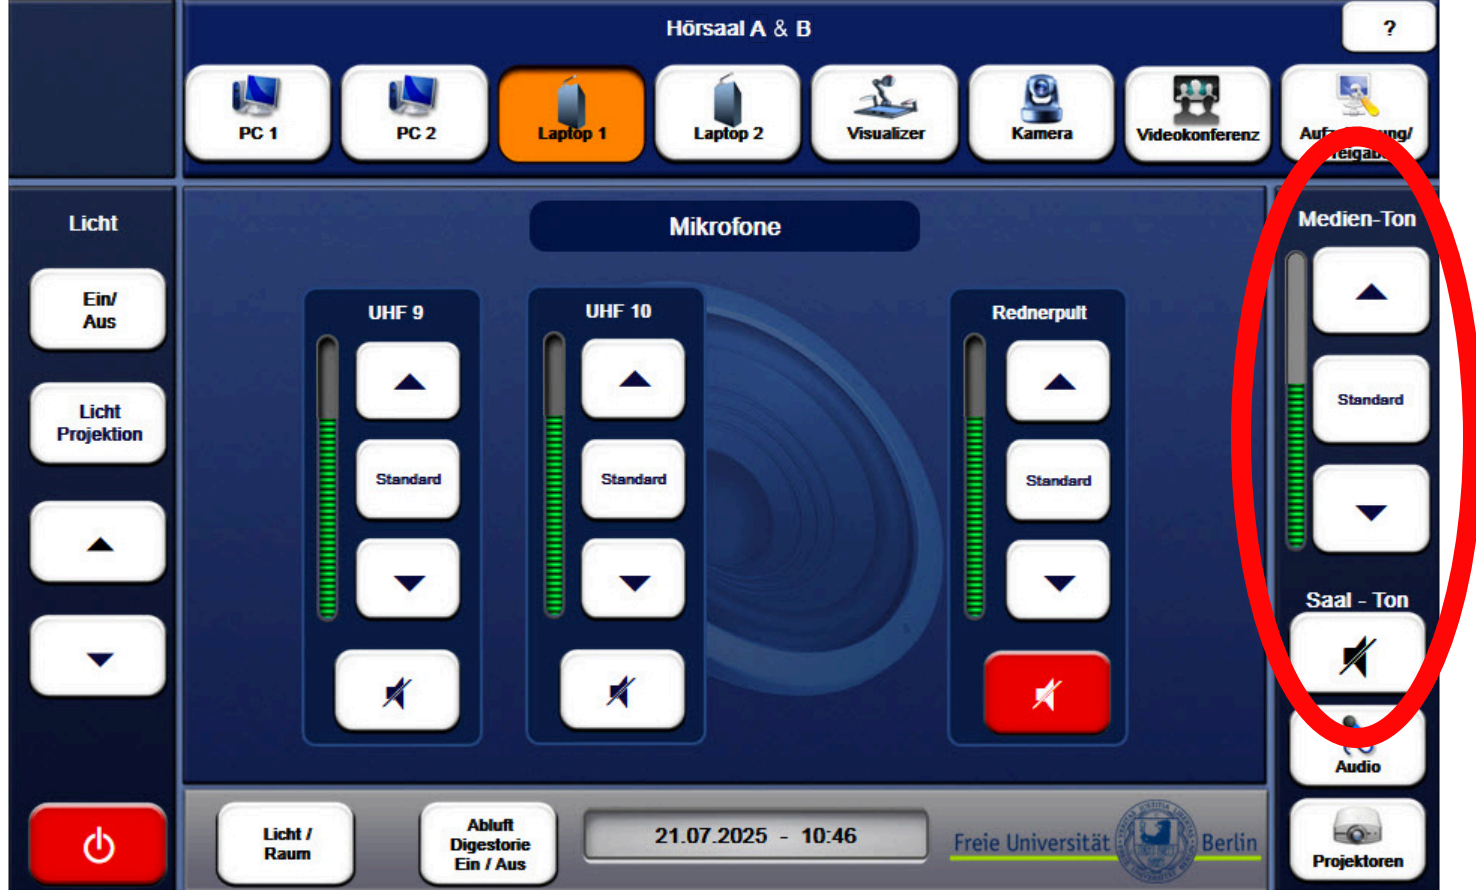 Hörsaal A & B
?
PC 1
PC 2
Laptop 1
Laptop 2
Visualizer
Kamera
Videokonferenz
Licht
Ein/
Aus
Licht
Projektion
Mikrofone
UHF 9
Standard
UHF 10
Standard
Rednerpult
Standard
Medien-Ton
Standard
Saal - Ton
Audio
Projektoren
Licht /
Raum
Abluft
Digestorie
Ein / Aus
21.07.2025 - 10:46
Freie Universität Berlin